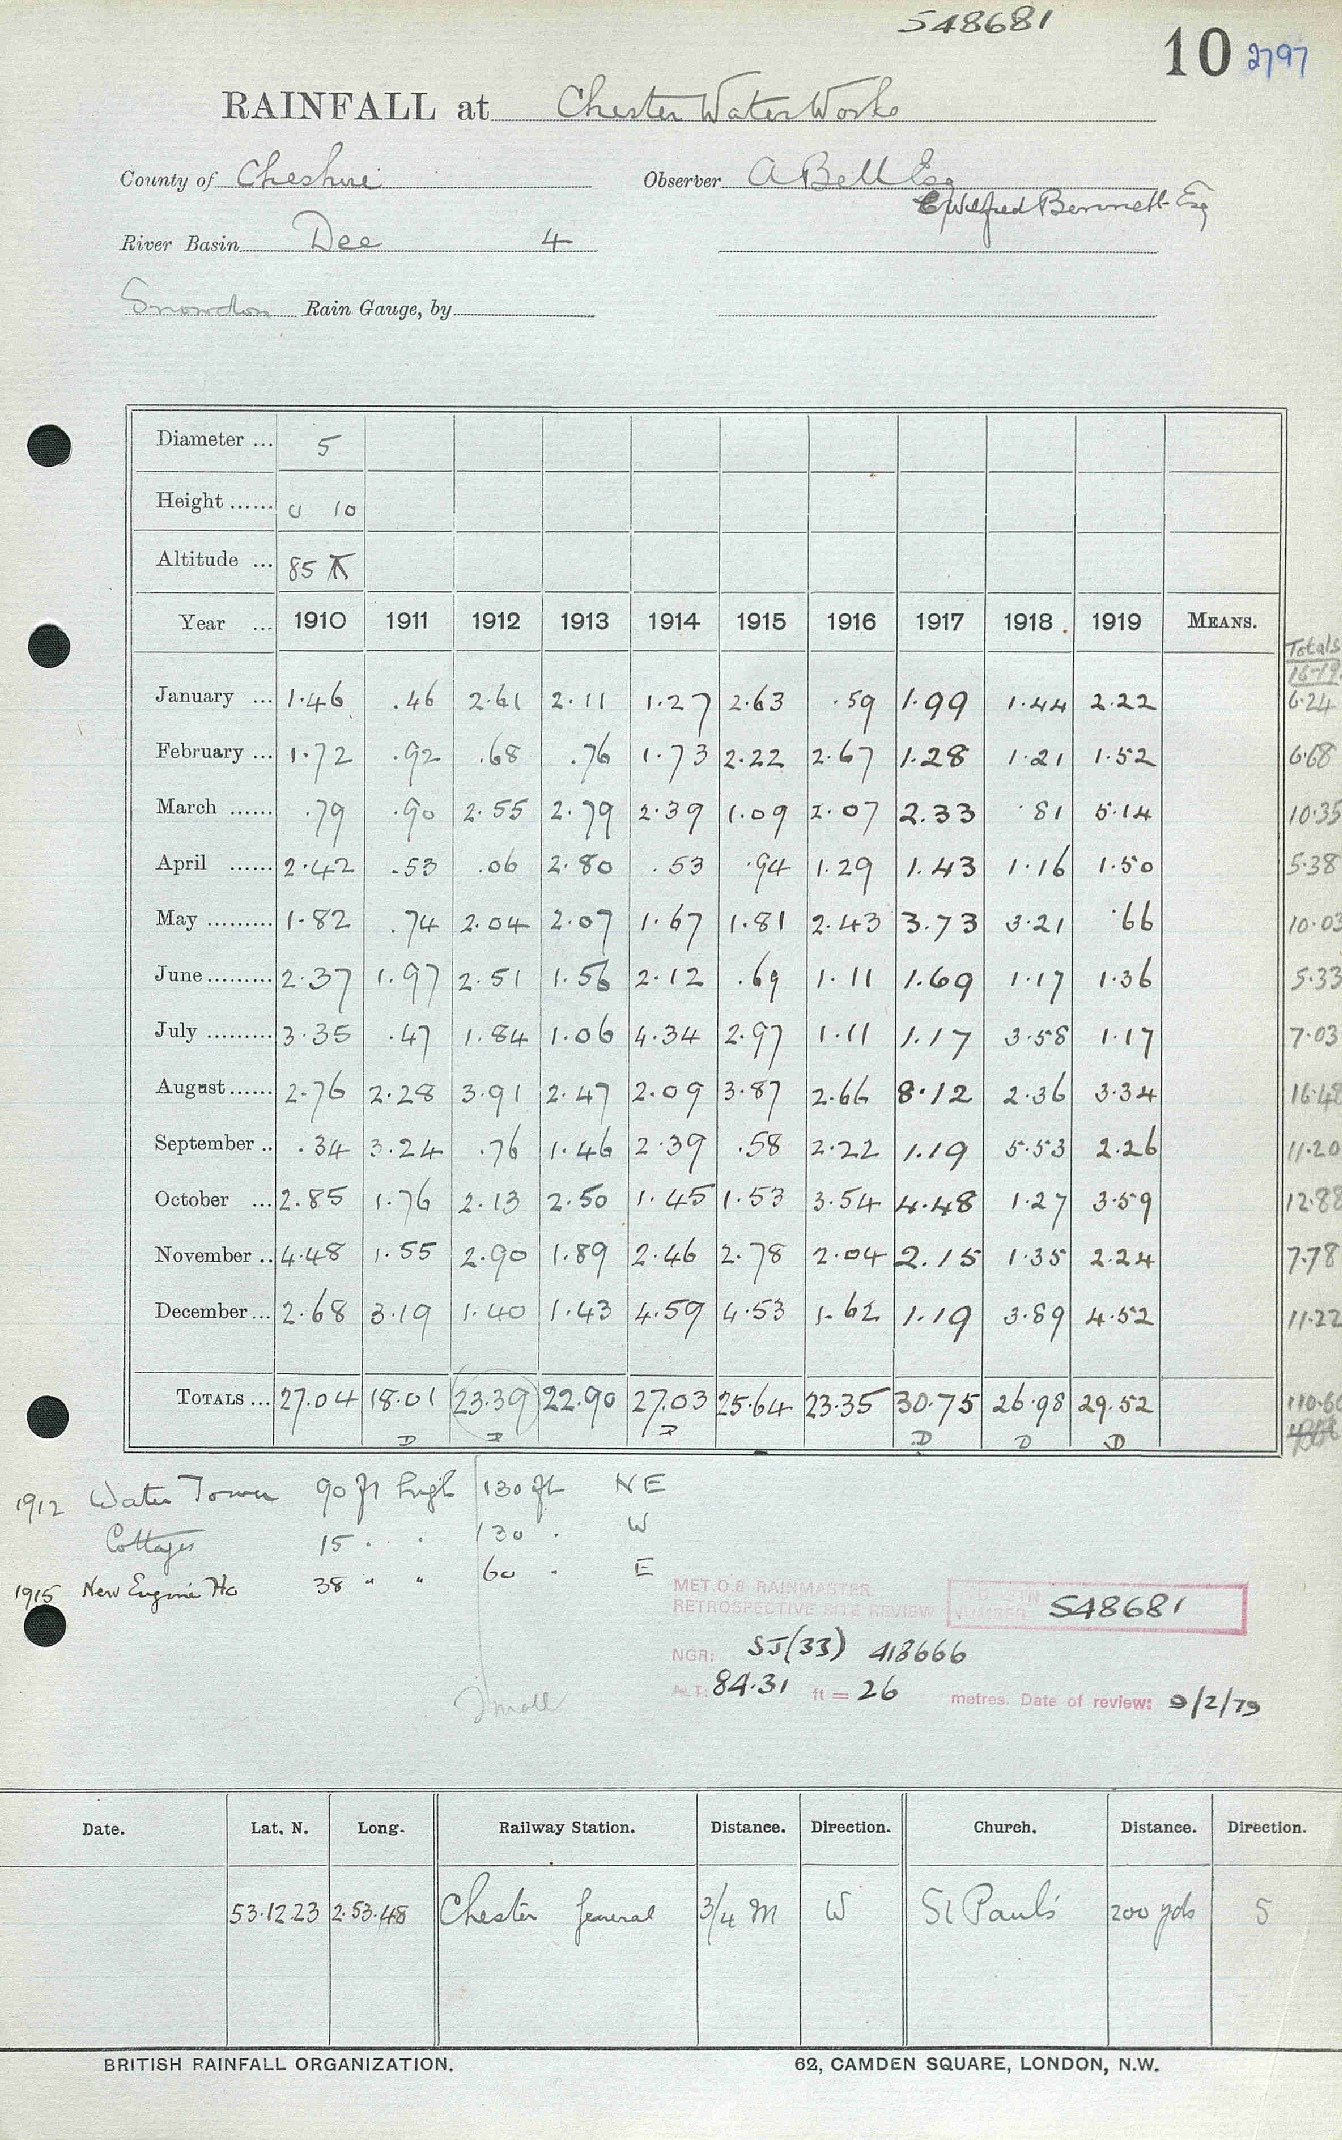 548681
10 2797
RAINFALL at Chester Water Works
County of Cheshire Observer A Bell Esq
C Wilfred Bennett Esq
River Basin Dee 4
Snowdon Rain Gauge, by
Diameter ... 5
Height ...... 0 10
Altitude ... 85
Year ... 1910 1911 1912 1913 1914 1915 1916 1917 1918 1919 MEANS.
Totals
16-19
January ... 1.46 .46 2.61 2.11 1.27 2.63 .59 1.99 1.44 2.22 6.24
February ... 1.72 .92 .68 .76 1.73 2.22 2.67 1.28 1.21 1.52 6.68
March ...... .79 .90 2.55 2.79 2.39 1.09 2.07 2.33 .81 5.14 10.35
April ...... 2.42 .53 .06 2.80 .53 .94 1.29 1.43 1.16 1.50 5.38
May ......... 1.82 .74 2.04 2.07 1.67 1.81 2.43 3.73 3.21 .66 10.03
June ......... 2.37 1.97 2.51 1.56 2.12 .69 1.11 1.69 1.17 1.36 5.33
July ......... 3.35 .47 1.84 1.06 4.34 2.97 1.11 1.17 3.58 1.17 7.03
August ...... 2.76 2.28 3.91 2.47 2.09 3.87 2.66 8.12 2.36 3.34 16.48
September .. .34 3.24 .76 1.46 2.39 .58 2.22 1.19 5.53 2.26 11.20
October ... 2.85 1.76 2.13 2.50 1.45 1.53 3.54 4.48 1.27 3.59 12.88
November .. 4.48 1.55 2.90 1.89 2.46 2.78 2.04 2.15 1.35 2.24 7.78
December ... 2.68 3.19 1.40 1.43 4.59 4.53 1.62 1.19 3.89 4.52 11.22
TOTALS ... 27.04 18.01 23.39 22.90 27.03 25.64 23.35 30.75 26.98 29.52 110.60
D D D D D D
1912 Water Tower 90 ft high 130 ft NE
Cottages 15 . . 130 . W
1915 New Engine Ho 38 " " 60 . E
MET.O.8 RAINMASTER
RETROSPECTIVE SITE REVIEW
NUMBER 548681
NGR: SJ(33) 418666
ALT: 84.31 ft = 26 metres. Date of review: 9/2/79
Small
Date. Lat. N. Long. Railway Station. Distance. Direction. Church. Distance. Direction.
53.12.23 2.53.48 Chester General 3/4 M W St Pauls 200 yds S
BRITISH RAINFALL ORGANIZATION. 62, CAMDEN SQUARE, LONDON, N.W.